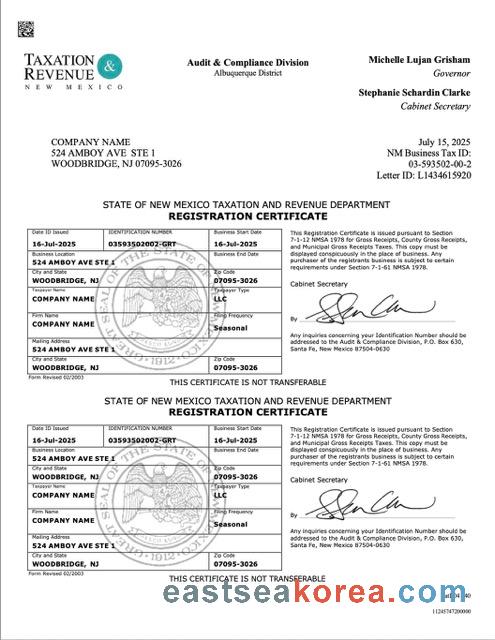 TAXATION
& REVENUE
NEW MEXICO
Audit & Compliance Division
Albuquerque District
Michelle Lujan Grisham
Governor
Stephanie Schardin Clarke
Cabinet Secretary
COMPANY NAME
524 AMBOY AVE STE 1
WOODBRIDGE, NJ 07095-3026
July 15, 2025
NM Business Tax ID:
03-593502-00-2
Letter ID: L1434615920
STATE OF NEW MEXICO TAXATION AND REVENUE DEPARTMENT
REGISTRATION CERTIFICATE
Date ID Issued IDENTIFICATION NUMBER Business Start Date
16-Jul-2025 03593502002-GRT 16-Jul-2025
Business Location Business End Date
524 AMBOY AVE STE 1
City and State Zip Code
WOODBRIDGE, NJ 07095-3026
Taxpayer Name Taxpayer Type
COMPANY NAME LLC
Firm Name Filing Frequency
COMPANY NAME Seasonal
Mailing Address
524 AMBOY AVE STE 1
City and State Zip Code
WOODBRIDGE, NJ 07095-3026
Form Revised 02/2003
GREAT SEAL OF THE STATE OF
1912
This Registration Certificate is issued pursuant to Section
7-1-12 NMSA 1978 for Gross Receipts, County Gross Receipts,
and Municipal Gross Receipts Taxes. This copy must be
displayed conspicuously in the place of business. Any
purchaser of the registrants business is subject to certain
requirements under Section 7-1-61 NMSA 1978.
Cabinet Secretary
By
Any inquiries concerning your Identification Number should be
addressed to the Audit & Compliance Division, P.O. Box 630,
Santa Fe, New Mexico 87504-0630
THIS CERTIFICATE IS NOT TRANSFERABLE
STATE OF NEW MEXICO TAXATION AND REVENUE DEPARTMENT
REGISTRATION CERTIFICATE
Date ID Issued IDENTIFICATION NUMBER Business Start Date
16-Jul-2025 03593502002-GRT 16-Jul-2025
Business Location Business End Date
524 AMBOY AVE STE 1
City and State Zip Code
WOODBRIDGE, NJ 07095-3026
Taxpayer Name Taxpayer Type
COMPANY NAME LLC
Firm Name Filing Frequency
COMPANY NAME Seasonal
Mailing Address
524 AMBOY AVE STE 1
City and State Zip Code
WOODBRIDGE, NJ 07095-3026
Form Revised 02/2003
GREAT SEAL OF THE STATE OF
1912
This Registration Certificate is issued pursuant to Section
7-1-12 NMSA 1978 for Gross Receipts, County Gross Receipts,
and Municipal Gross Receipts Taxes. This copy must be
displayed conspicuously in the place of business. Any
purchaser of the registrants business is subject to certain
requirements under Section 7-1-61 NMSA 1978.
Cabinet Secretary
By
Any inquiries concerning your Identification Number should be
addressed to the Audit & Compliance Division, P.O. Box 630,
Santa Fe, New Mexico 87504-0630
THIS CERTIFICATE IS NOT TRANSFERABLE
eastseakorea.com
11245747200000